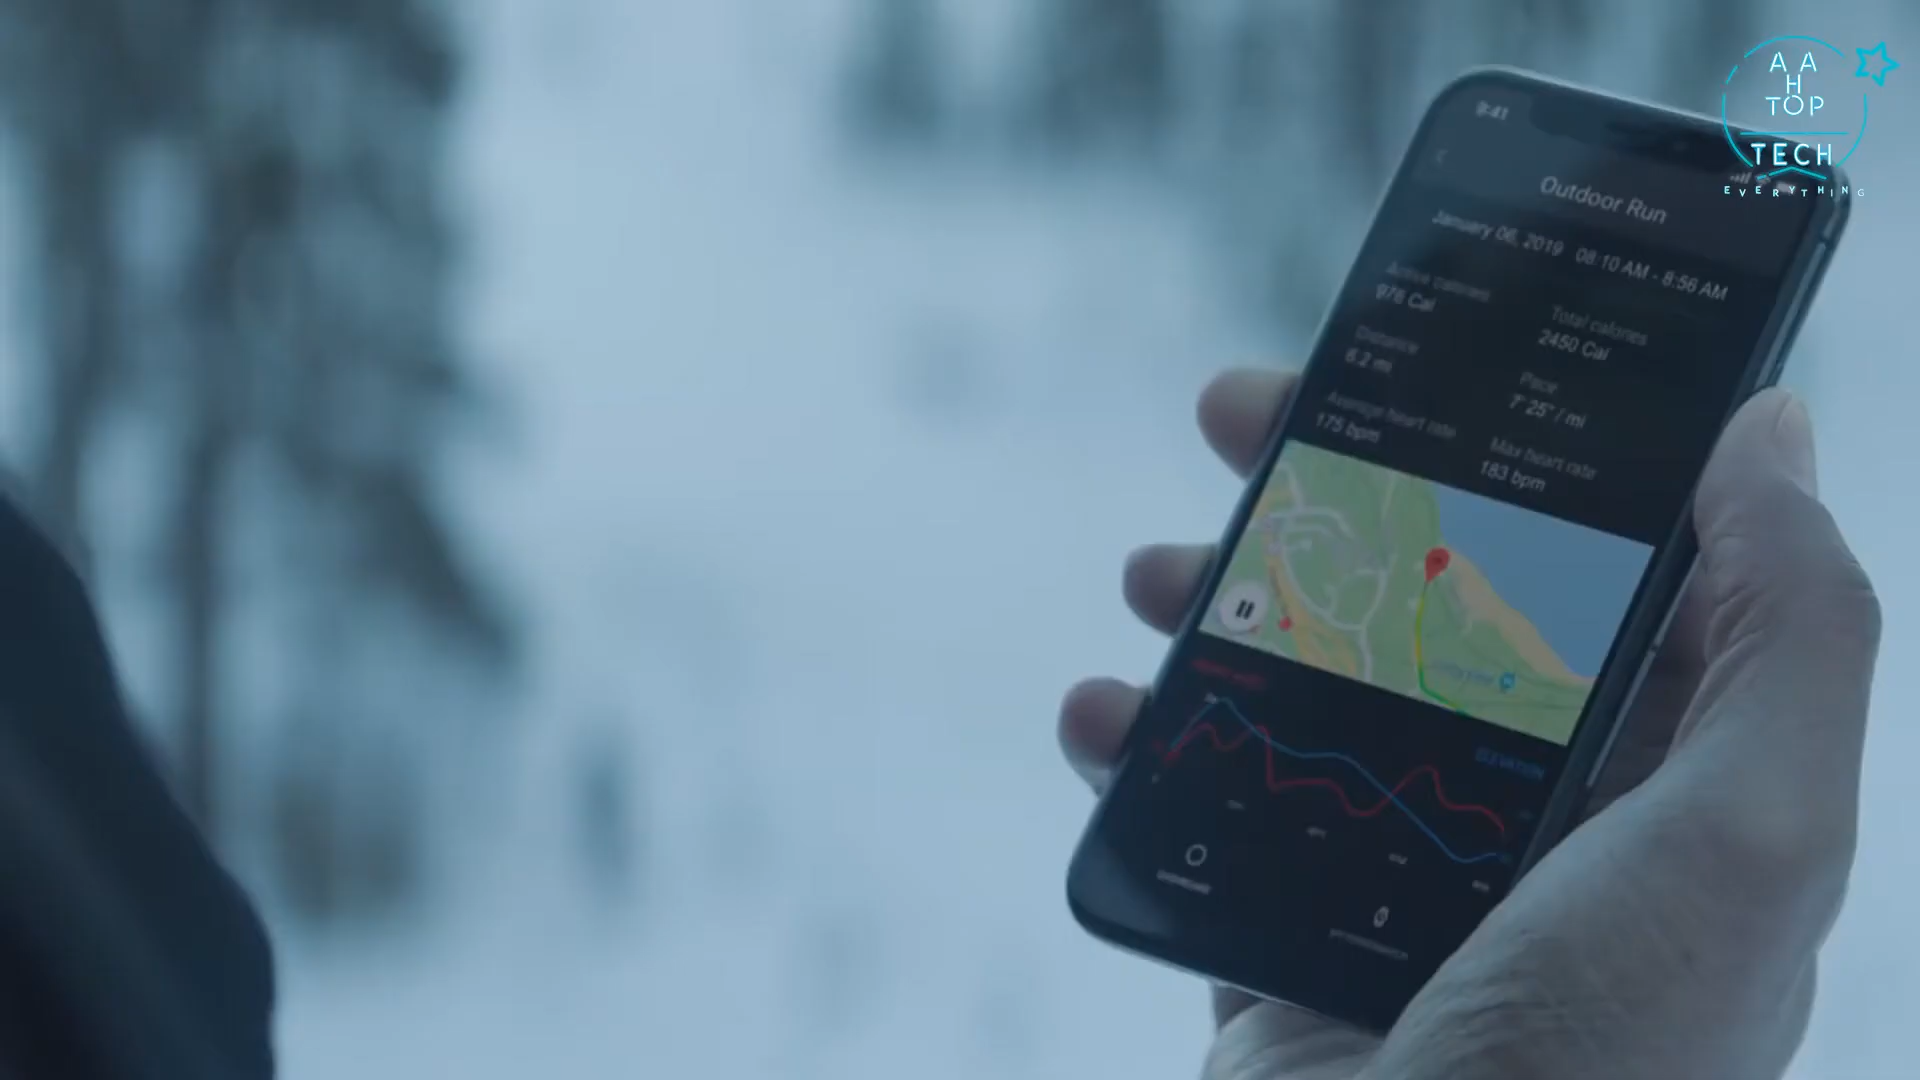 A A
H
TOP
TECH
EVERYTHING
9:41
Outdoor Run
January 06, 2019 08:10 AM - 8:56 AM
Active calories
976 Cal
Total calories
2450 Cal
Distance
6.2 mi
Pace
7' 25" / mi
Average heart rate
175 bpm
Max heart rate
183 bpm
ELEVATION
DASHBOARD